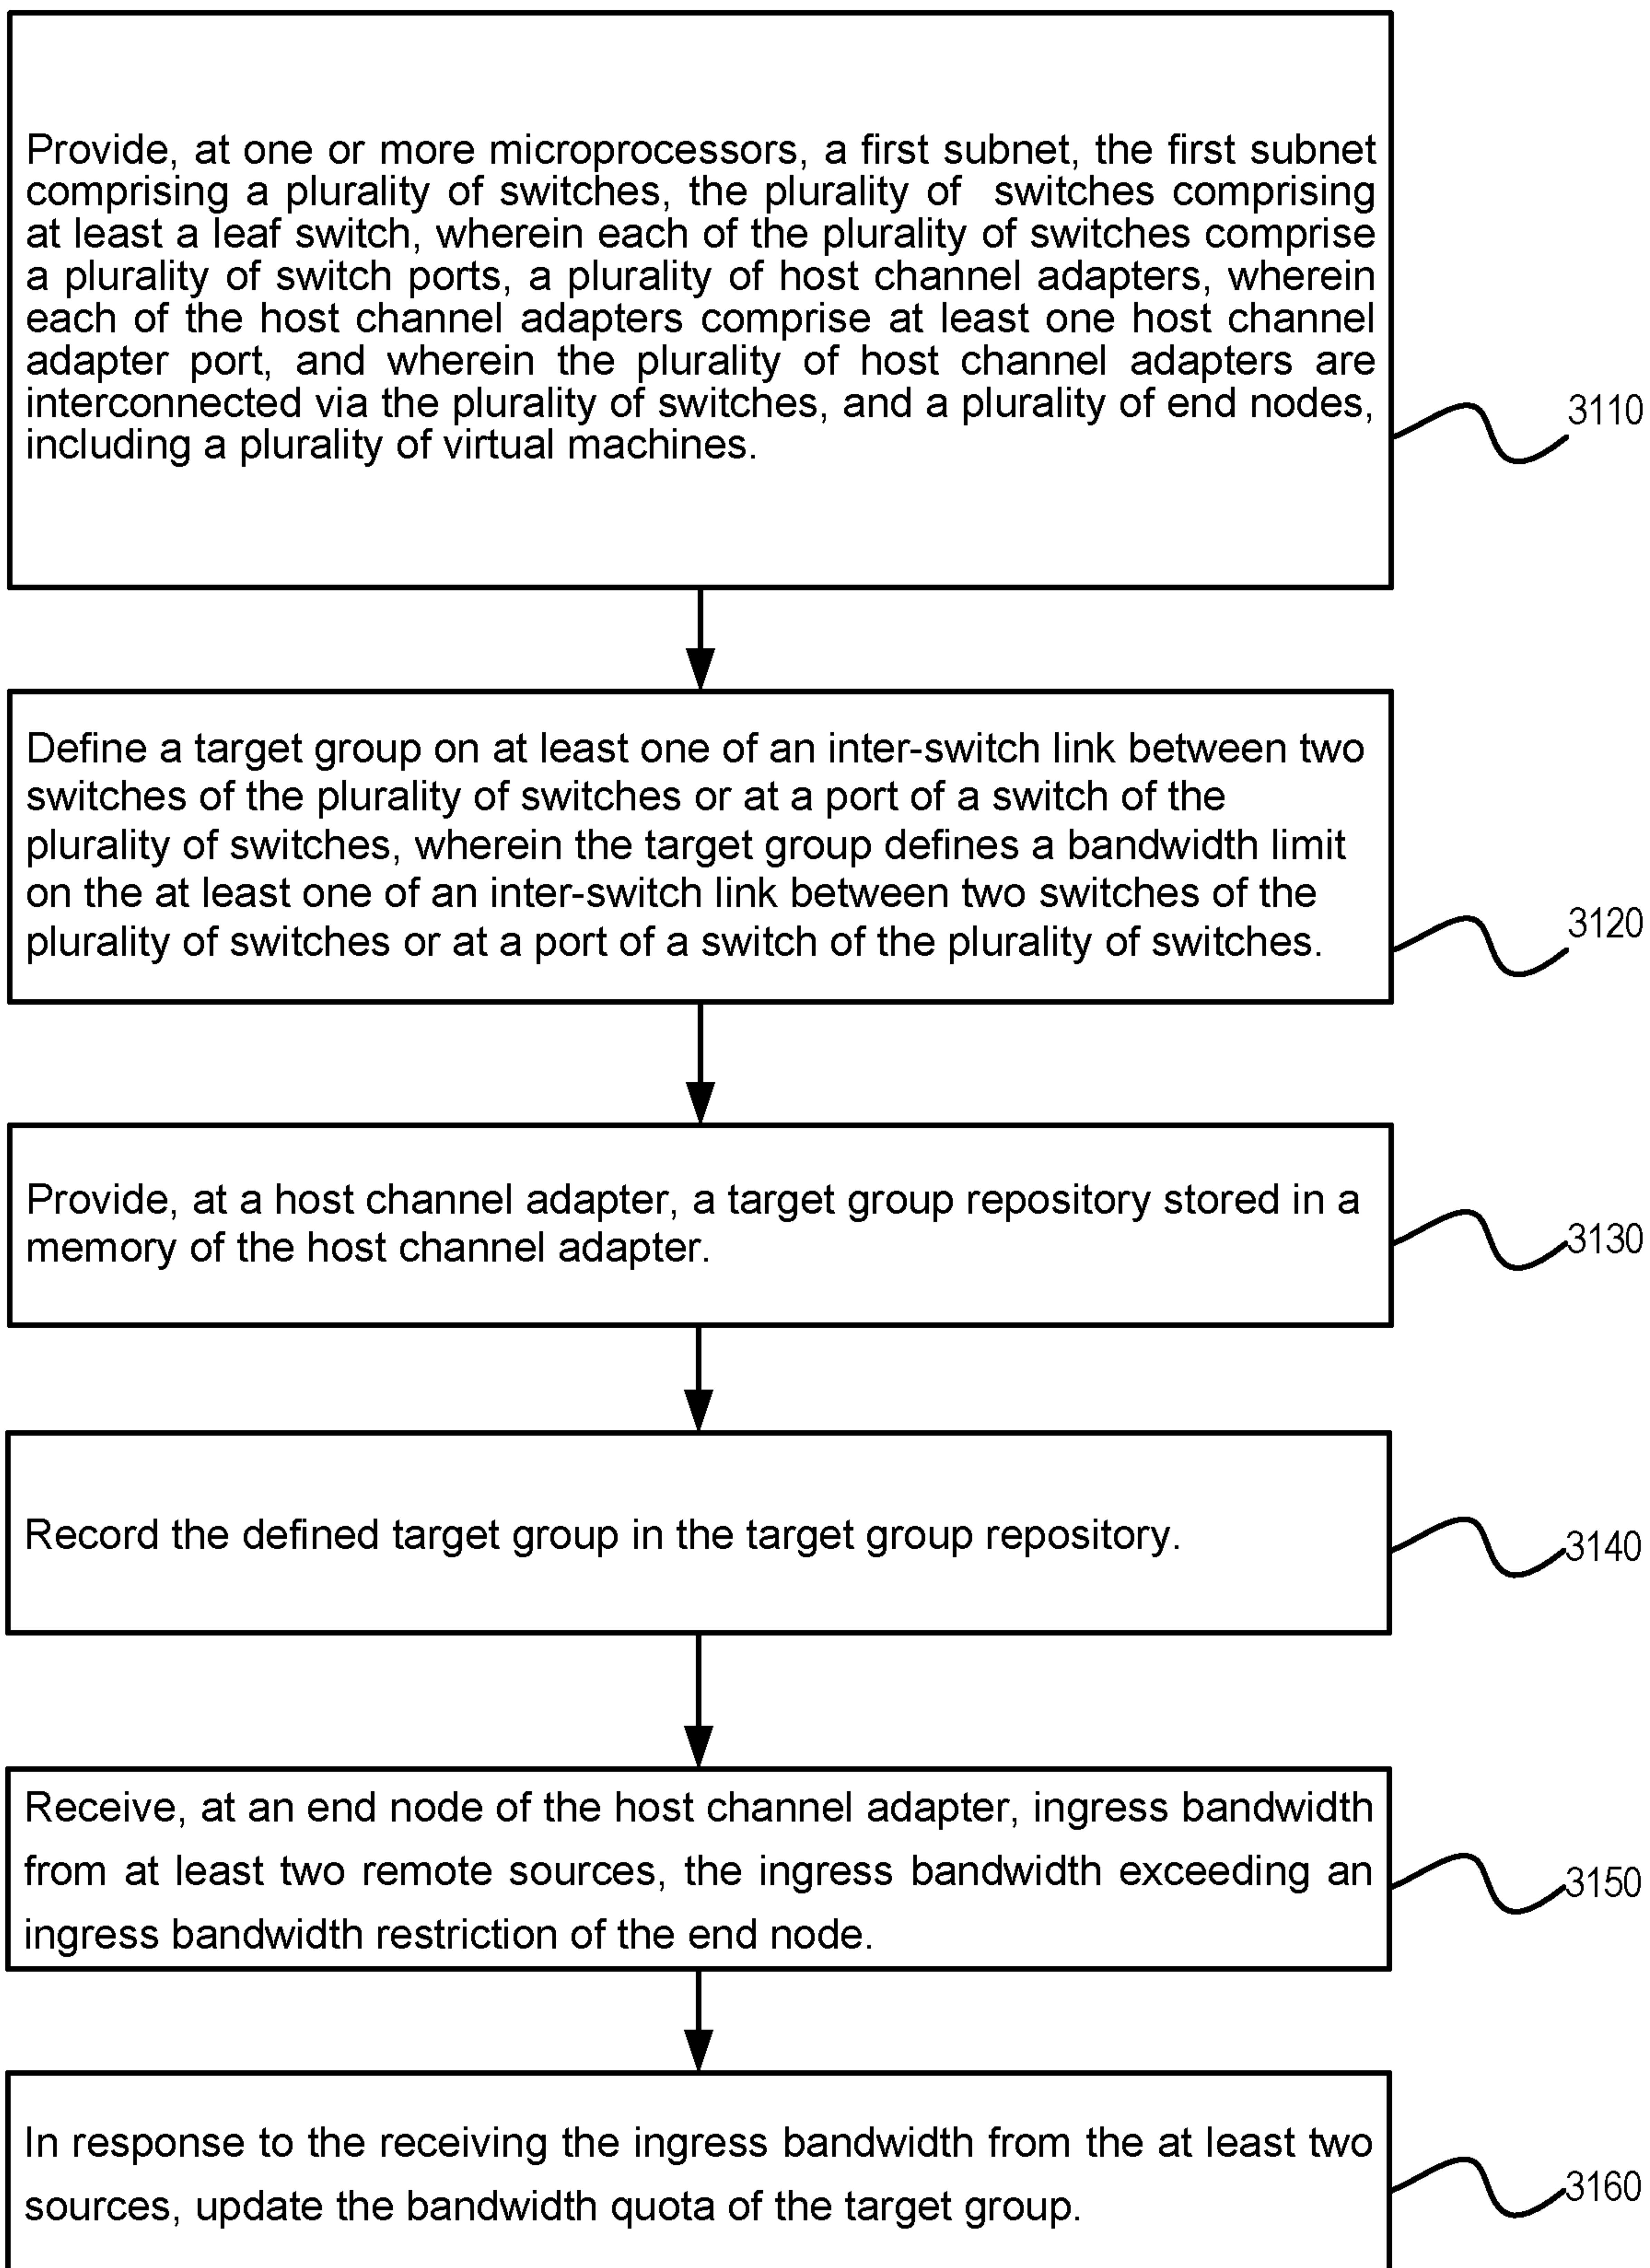 Provide, at one or more microprocessors, a first subnet, the first subnet
comprising a plurality of switches, the plurality of switches comprising
at least a leaf switch, wherein each of the plurality of switches comprise
a plurality of switch ports, a plurality of host channel adapters, wherein
each of the host channel adapters comprise at least one host channel
adapter port, and wherein the plurality of host channel adapters are
interconnected via the plurality of switches, and a plurality of end nodes,
including a plurality of virtual machines.
3110
Define a target group on at least one of an inter-switch link between two
switches of the plurality of switches or at a port of a switch of the
plurality of switches, wherein the target group defines a bandwidth limit
on the at least one of an inter-switch link between two switches of the
plurality of switches or at a port of a switch of the plurality of switches.
3120
Provide, at a host channel adapter, a target group repository stored in a
memory of the host channel adapter.
3130
Record the defined target group in the target group repository.
3140
Receive, at an end node of the host channel adapter, ingress bandwidth
from at least two remote sources, the ingress bandwidth exceeding an
ingress bandwidth restriction of the end node.
3150
In response to the receiving the ingress bandwidth from the at least two
sources, update the bandwidth quota of the target group.
3160